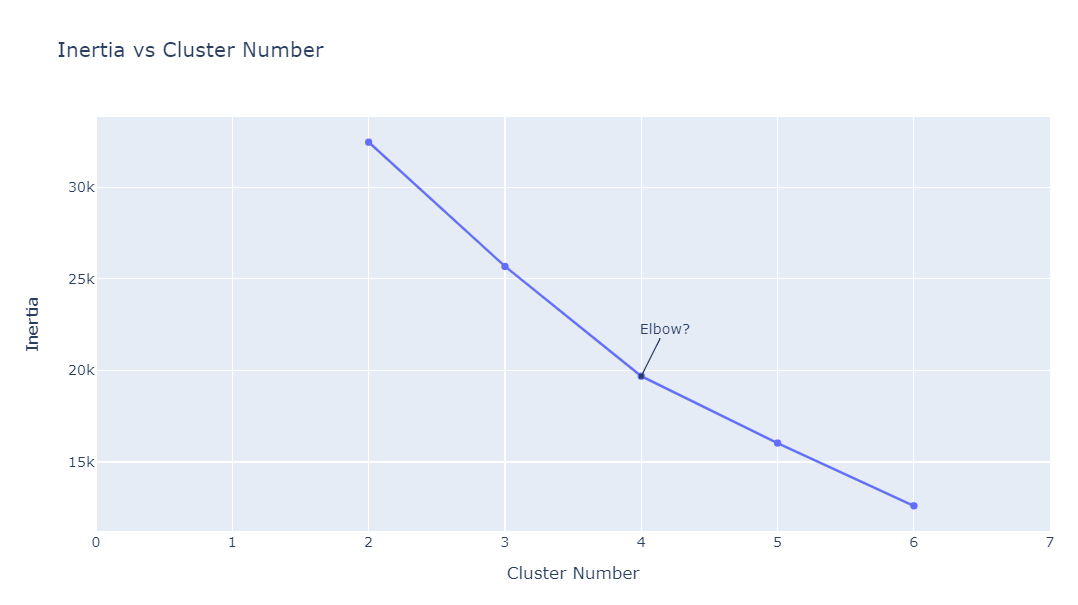 Inertia vs Cluster Number
30k
25k
20k
15k
Inertia
Elbow?
0 1 2 3 4 5 6 7
Cluster Number